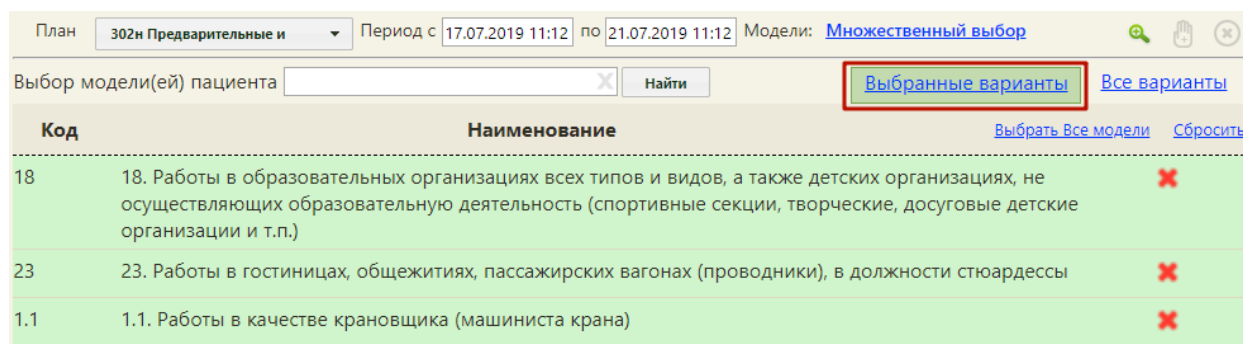 План 302н Предварительные и Период с 17.07.2019 11:12 по 21.07.2019 11:12 Модели: Множественный выбор
Выбор модели(ей) пациента Найти Выбранные варианты Все варианты
Код Наименование Выбрать Все модели Сбросить
18 18. Работы в образовательных организациях всех типов и видов, а также детских организациях, не
осуществляющих образовательную деятельность (спортивные секции, творческие, досуговые детские
организации и т.п.)
23 23. Работы в гостиницах, общежитиях, пассажирских вагонах (проводники), в должности стюардессы
1.1 1.1. Работы в качестве крановщика (машиниста крана)